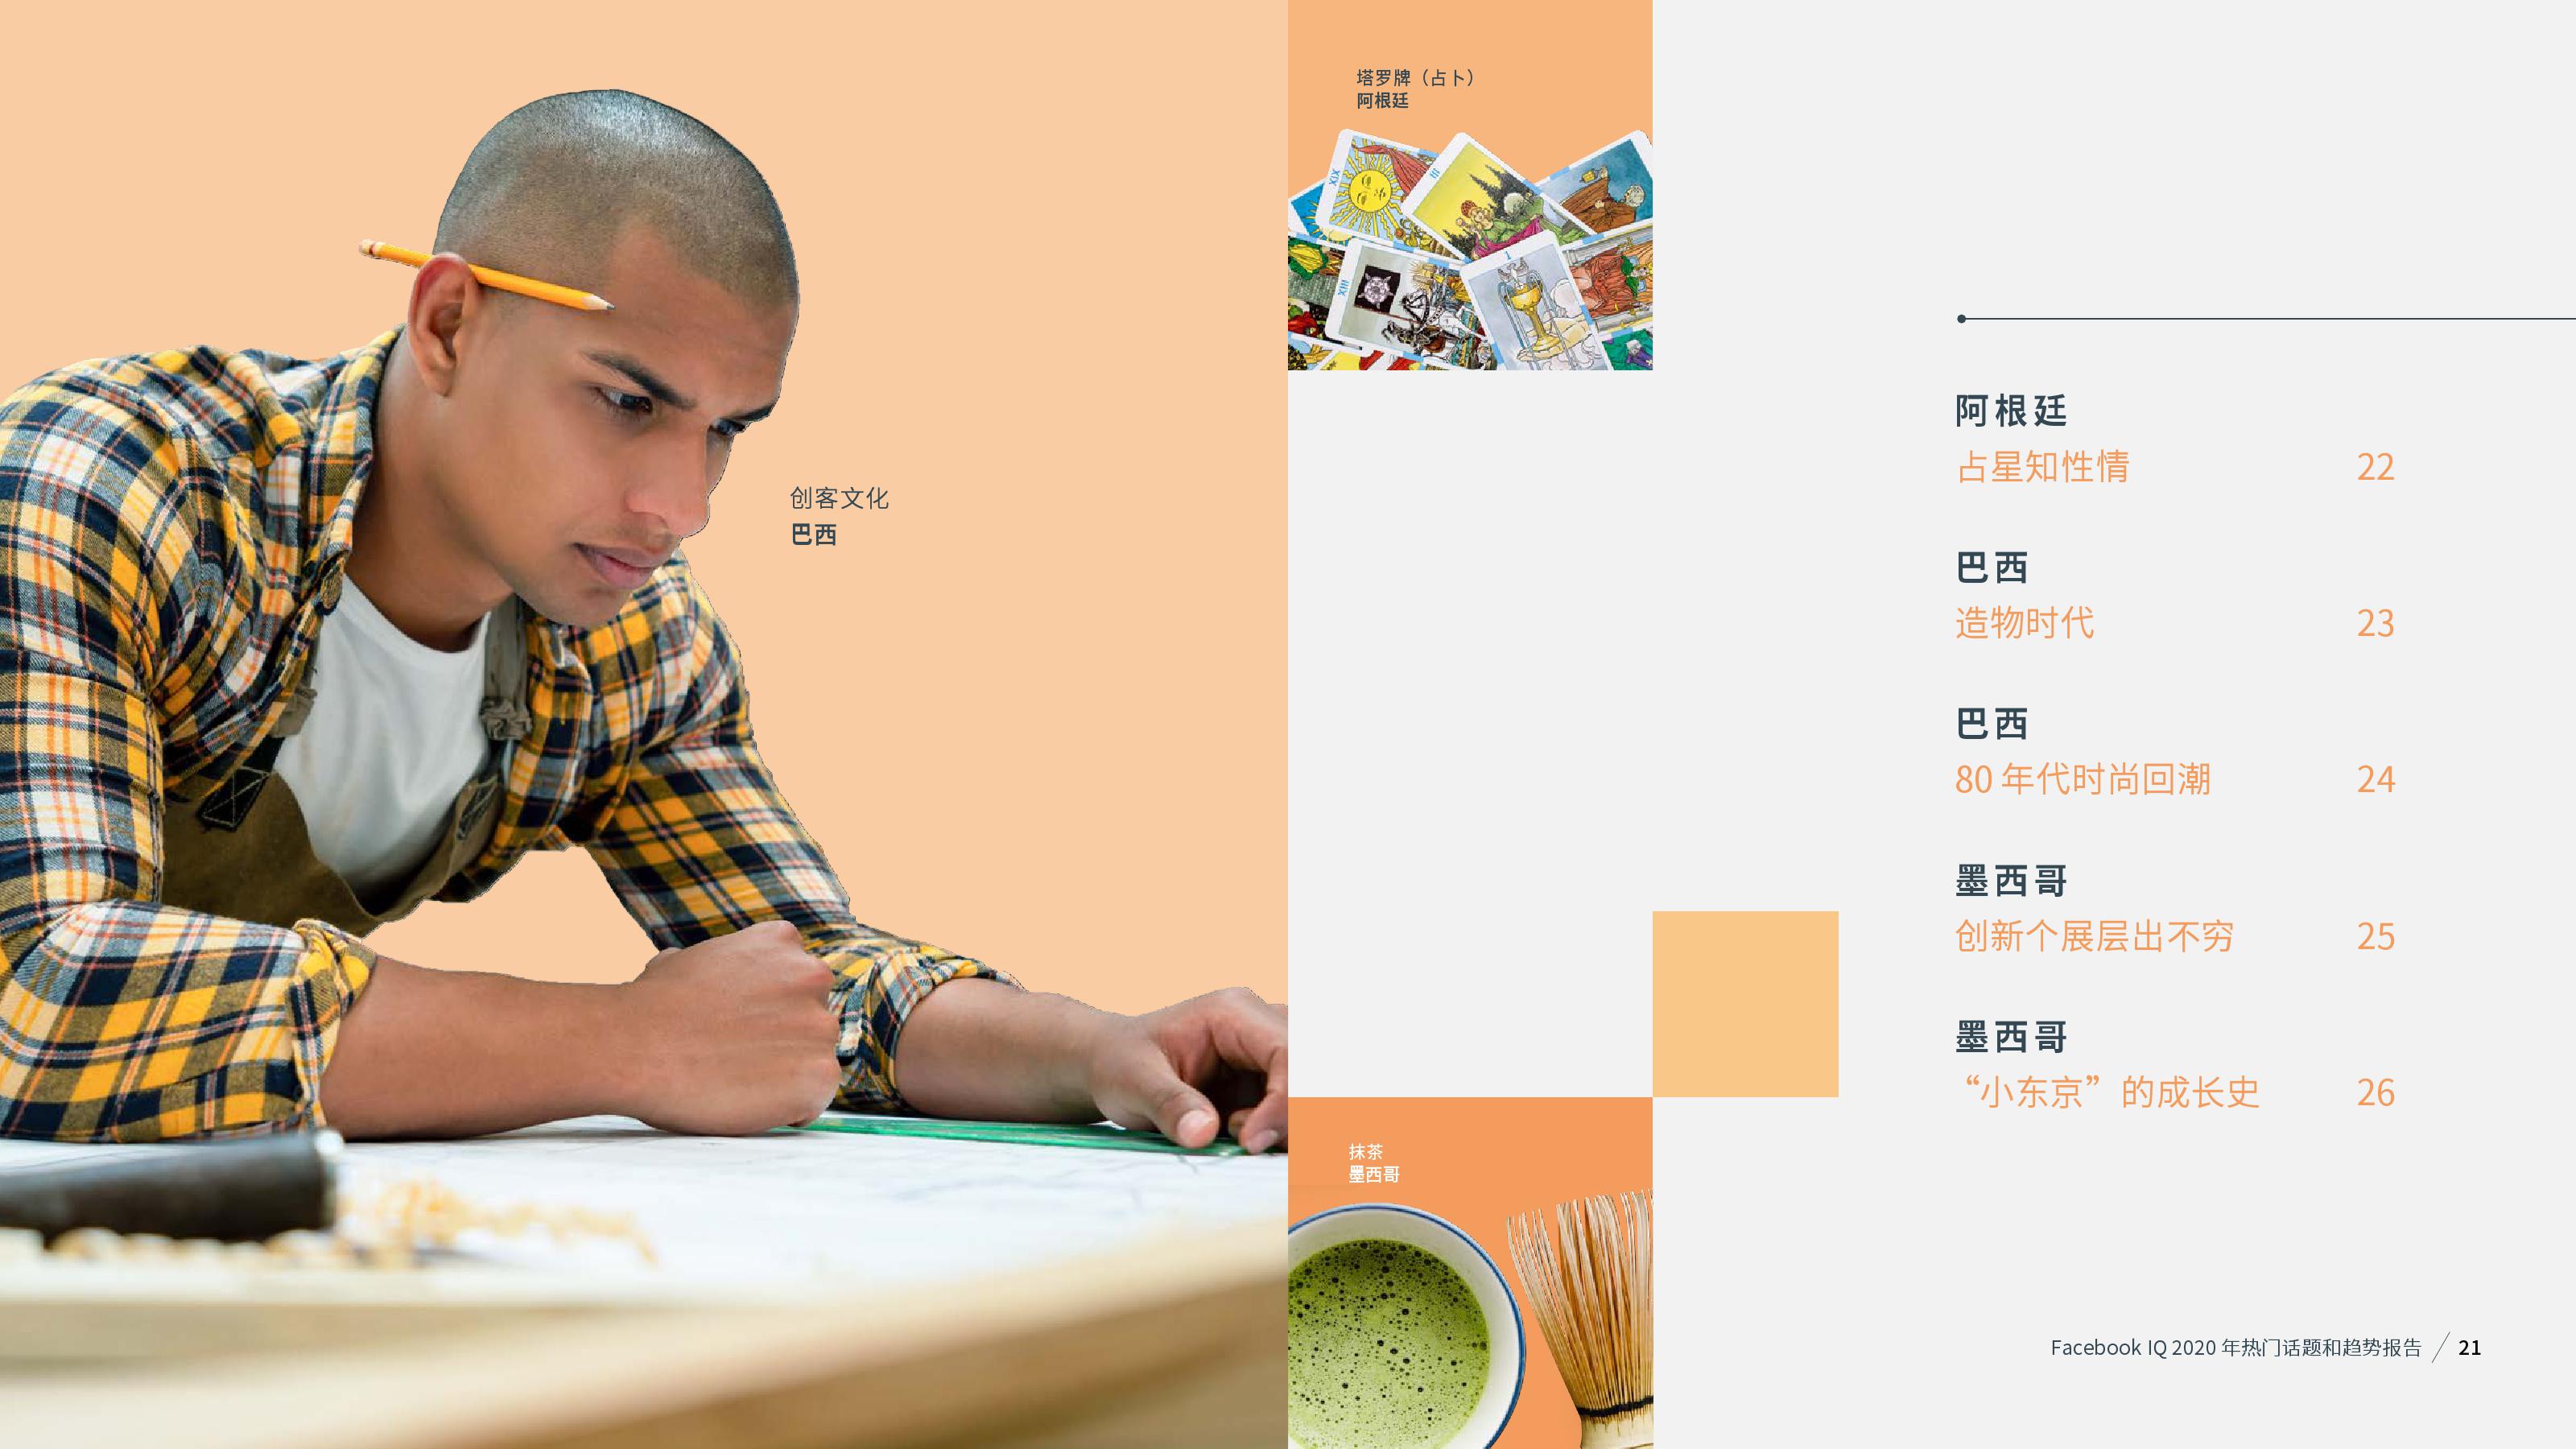 创客文化
巴西
塔罗牌（占卜）
阿根廷
抹茶
墨西哥
阿根廷
占星知性情 22
巴西
造物时代 23
巴西
80 年代时尚回潮 24
墨西哥
创新个展层出不穷 25
墨西哥
“小东京”的成长史 26
Facebook IQ 2020 年热门话题和趋势报告 / 21